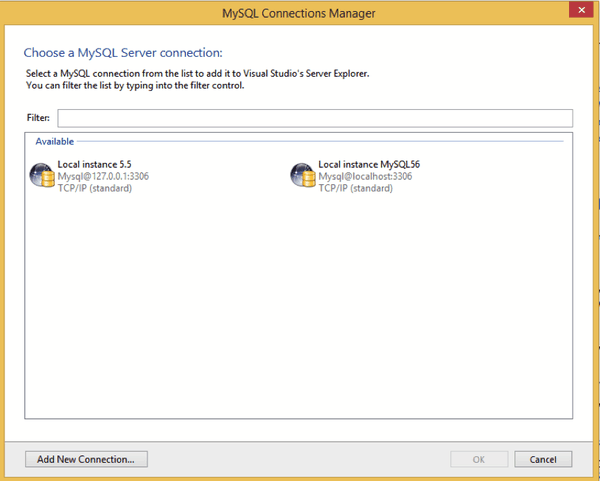 MySQL Connections Manager
Choose a MySQL Server connection:
Select a MySQL connection from the list to add it to Visual Studio's Server Explorer.
You can filter the list by typing into the filter control.
Filter:
Available
Local instance 5.5
Mysql@127.0.0.1:3306
TCP/IP (standard)
Local instance MySQL56
Mysql@localhost:3306
TCP/IP (standard)
Add New Connection...
OK
Cancel